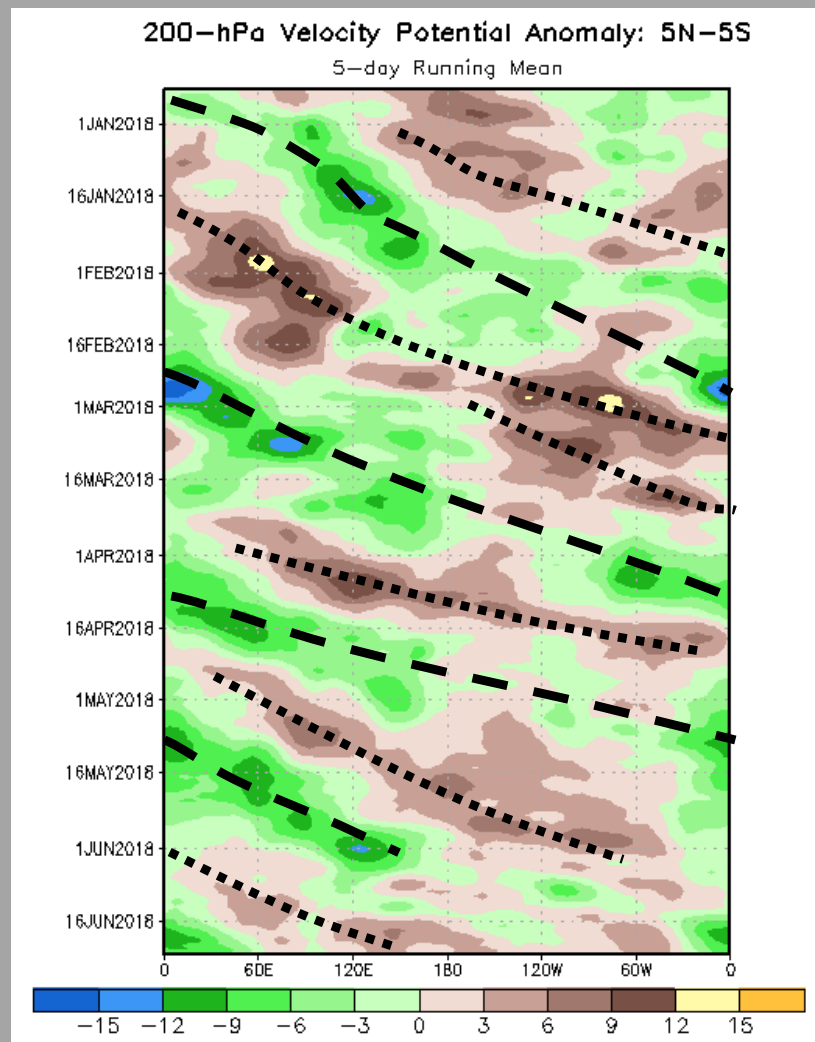 200-hPa Velocity Potential Anomaly: 5N-5S
5-day Running Mean
1JAN2018
16JAN2018
1FEB2018
16FEB2018
1MAR2018
16MAR2018
1APR2018
16APR2018
1MAY2018
16MAY2018
1JUN2018
16JUN2018
0 60E 120E 180 120W 60W 0
-15 -12 -9 -6 -3 0 3 6 9 12 15